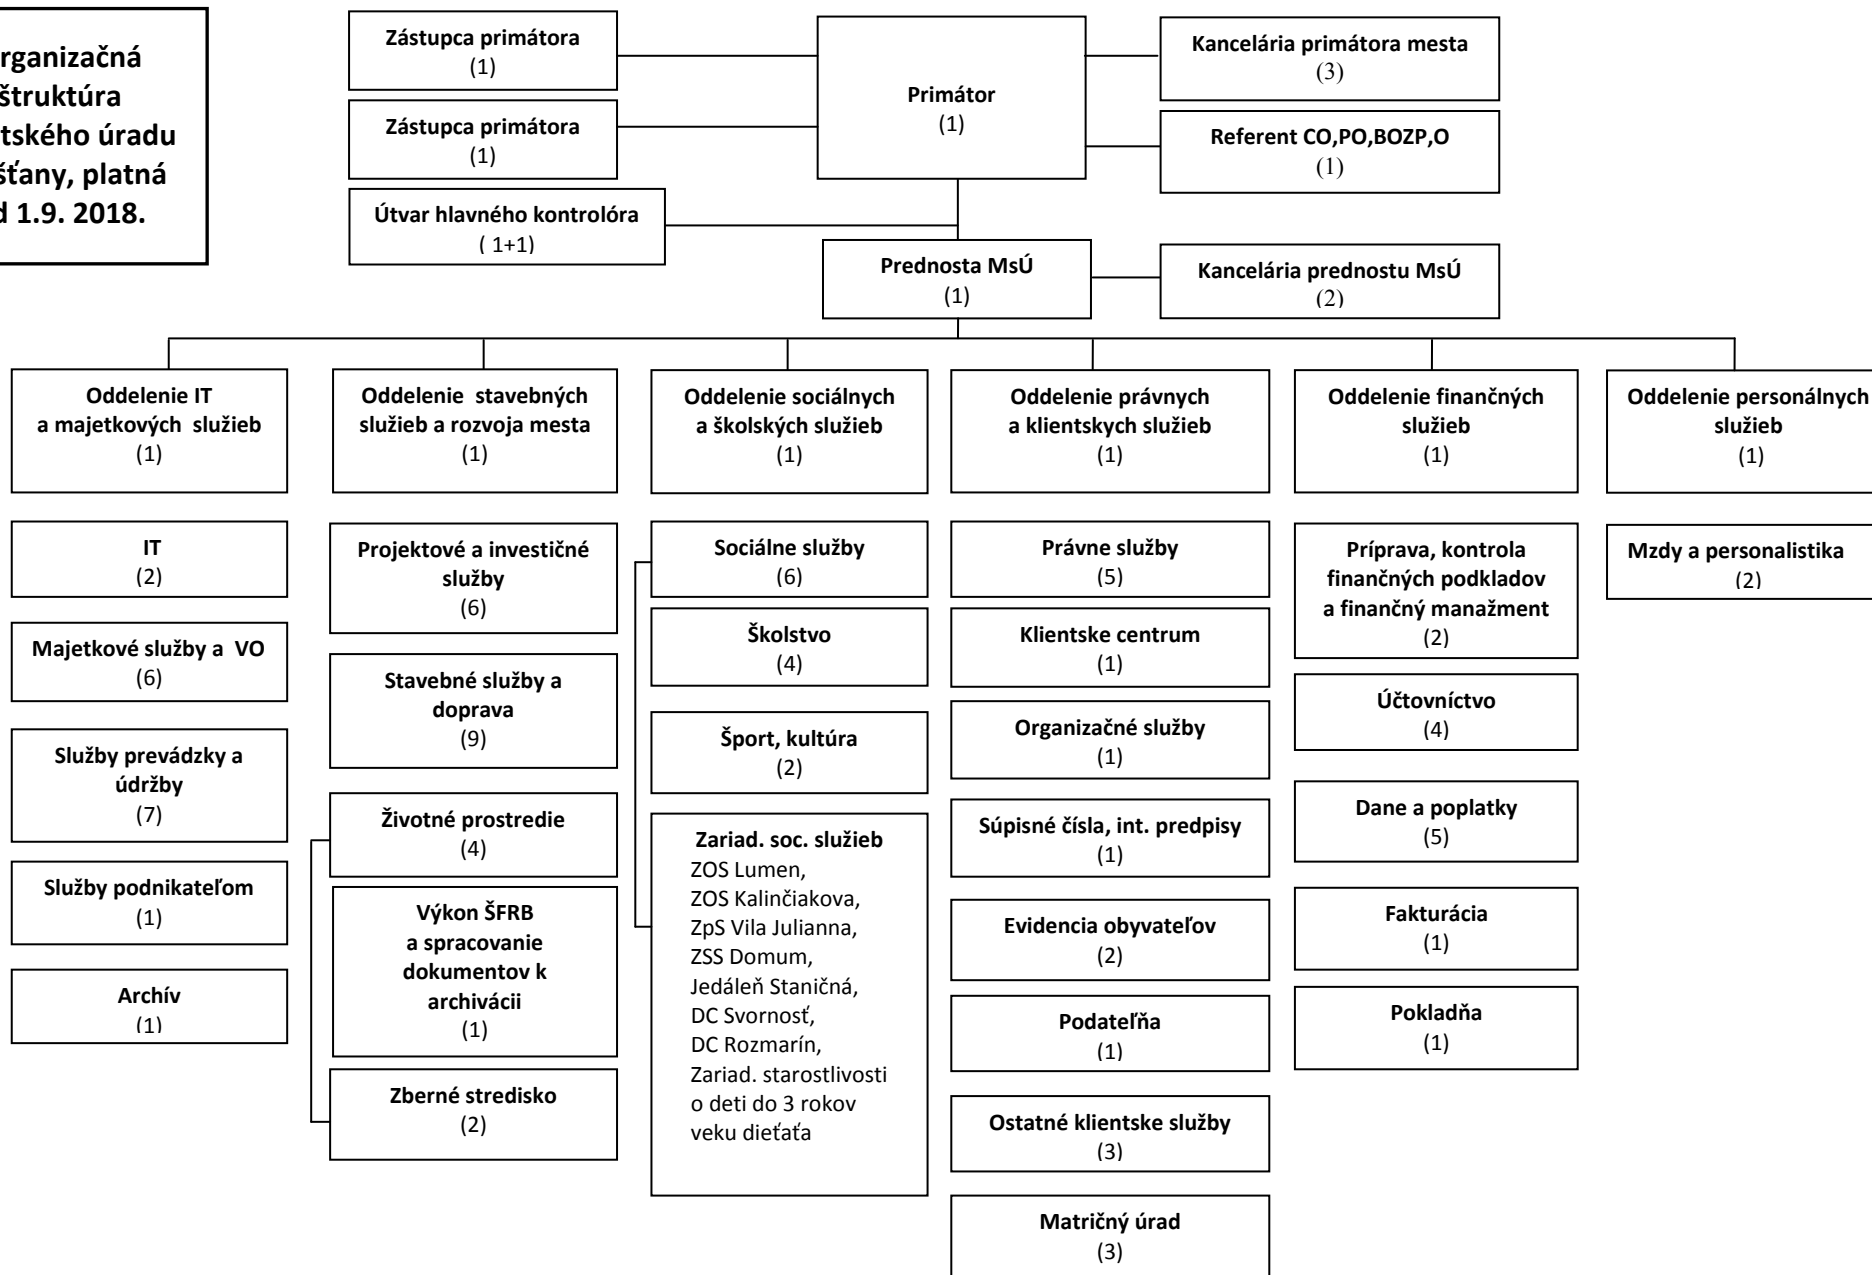 rganizačná
štruktúra
tského úradu
šťany, platná
d 1.9. 2018.
Zástupca primátora
(1)
Zástupca primátora
(1)
Útvar hlavného kontrolóra
( 1+1)
Primátor
(1)
Kancelária primátora mesta
(3)
Referent CO,PO,BOZP,O
(1)
Prednosta MsÚ
(1)
Kancelária prednostu MsÚ
(2)
Oddelenie IT
a majetkových služieb
(1)
IT
(2)
Majetkové služby a VO
(6)
Služby prevádzky a
údržby
(7)
Služby podnikateľom
(1)
Archív
(1)
Oddelenie stavebných
služieb a rozvoja mesta
(1)
Projektové a investičné
služby
(6)
Stavebné služby a
doprava
(9)
Životné prostredie
(4)
Výkon ŠFRB
a spracovanie
dokumentov k
archivácii
(1)
Zberné stredisko
(2)
Oddelenie sociálnych
a školských služieb
(1)
Sociálne služby
(6)
Školstvo
(4)
Šport, kultúra
(2)
Zariad. soc. služieb
ZOS Lumen,
ZOS Kalinčiakova,
ZpS Vila Julianna,
ZSS Domum,
Jedáleň Staničná,
DC Svornosť,
DC Rozmarín,
Zariad. starostlivosti
o deti do 3 rokov
veku dieťaťa
Oddelenie právnych
a klientskych služieb
(1)
Právne služby
(5)
Klientske centrum
(1)
Organizačné služby
(1)
Súpisné čísla, int. predpisy
(1)
Evidencia obyvateľov
(2)
Podateľňa
(1)
Ostatné klientske služby
(3)
Matričný úrad
(3)
Oddelenie finančných
služieb
(1)
Príprava, kontrola
finančných podkladov
a finančný manažment
(2)
Účtovníctvo
(4)
Dane a poplatky
(5)
Fakturácia
(1)
Pokladňa
(1)
Oddelenie personálnych
služieb
(1)
Mzdy a personalistika
(2)